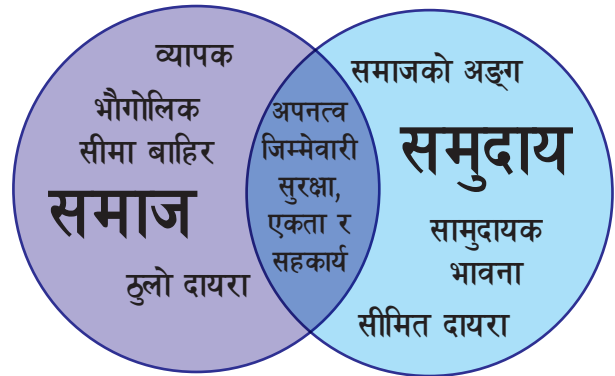 व्यापक
भौगोलिक
सीमा बाहिर
समाज
ठुलो दायरा
अपनत्व
जिम्मेवारी
सुरक्षा,
एकता र
सहकार्य
समाजको अङ्ग
समुदाय
सामुदायक
भावना
सीमित दायरा